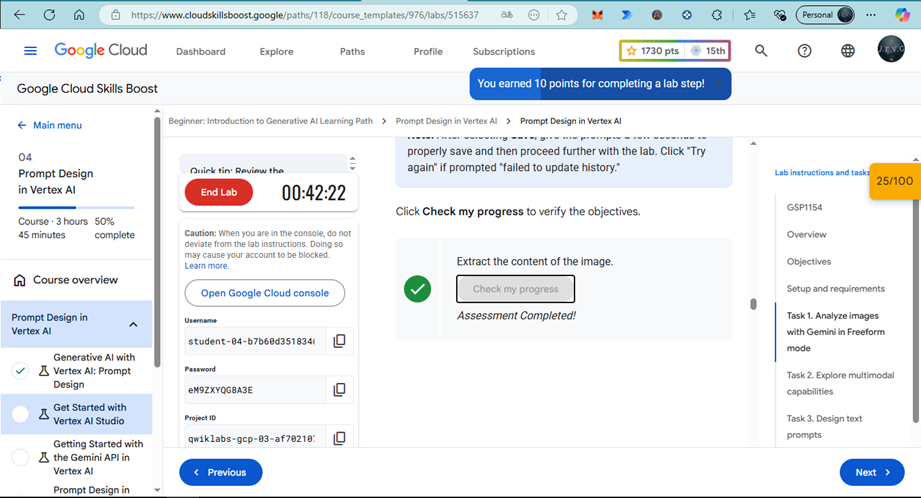 https://www.cloudskillsboost.google/paths/118/course_templates/976/labs/515637
Personal
Google Cloud
Dashboard
Explore
Paths
Profile
Subscriptions
1730 pts
15th
J.E.V.G
Google Cloud Skills Boost
You earned 10 points for completing a lab step!
Main menu
04
Prompt Design
in Vertex AI
Course · 3 hours
45 minutes
50%
complete
Course overview
Prompt Design in
Vertex AI
Generative AI with
Vertex AI: Prompt
Design
Get Started with
Vertex AI Studio
Getting Started with
the Gemini API in
Vertex AI
Prompt Design in
Beginner: Introduction to Generative AI Learning Path
Prompt Design in Vertex AI
Prompt Design in Vertex AI
Quick tip: Review the
End Lab
00:42:22
Caution: When you are in the console, do not
deviate from the lab instructions. Doing so
may cause your account to be blocked.
Learn more.
Open Google Cloud console
Username
student-04-b7b60d351834
Password
eM9ZXYQG8A3E
Project ID
qwiklabs-gcp-03-af70210
Note: After selecting Save, give the prompts a few seconds to
properly save and then proceed further with the lab. Click "Try
again" if prompted "failed to update history."
Click Check my progress to verify the objectives.
Extract the content of the image.
Check my progress
Assessment Completed!
Lab instructions and tasks
25/100
GSP1154
Overview
Objectives
Setup and requirements
Task 1. Analyze images
with Gemini in Freeform
mode
Task 2. Explore multimodal
capabilities
Task 3. Design text
prompts
Previous
Next